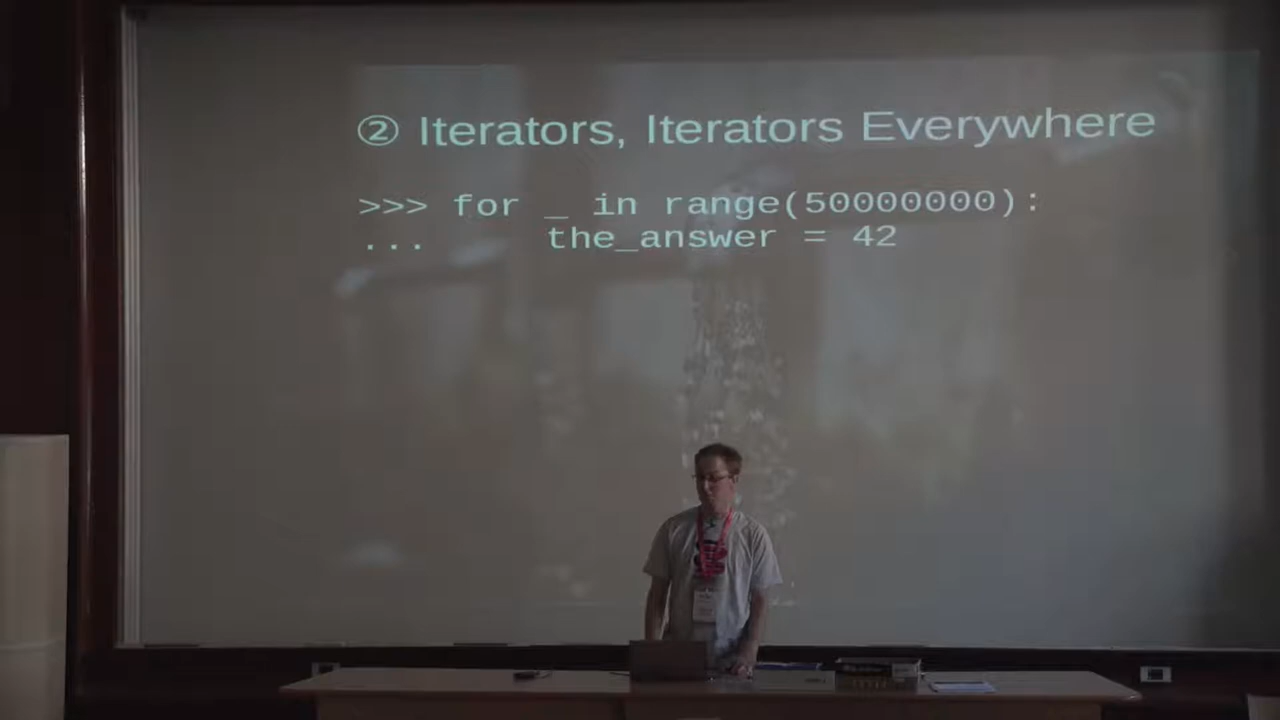 ② Iterators, Iterators Everywhere
>>> for _ in range(50000000):
...     the_answer = 42